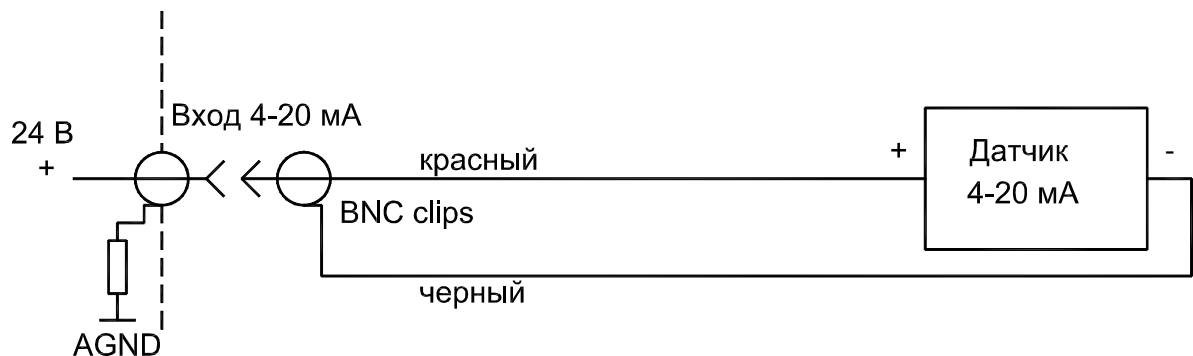 Вход 4-20 мА
24 В
+
красный
BNC clips
+
Датчик
4-20 мА
-
черный
AGND